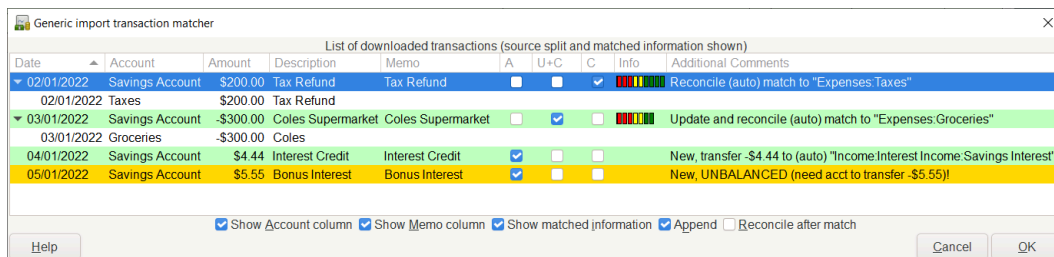 Generic import transaction matcher
List of downloaded transactions (source split and matched information shown)
Date Account Amount Description Memo A U+C C Info Additional Comments
02/01/2022 Savings Account $200.00 Tax Refund Tax Refund Reconcile (auto) match to "Expenses:Taxes"
02/01/2022 Taxes $200.00 Tax Refund
03/01/2022 Savings Account -$300.00 Coles Supermarket Coles Supermarket Update and reconcile (auto) match to "Expenses:Groceries"
03/01/2022 Groceries -$300.00 Coles
04/01/2022 Savings Account $4.44 Interest Credit Interest Credit New, transfer -$4.44 to (auto) "Income:Interest Income:Savings Interest"
05/01/2022 Savings Account $5.55 Bonus Interest Bonus Interest New, UNBALANCED (need acct to transfer -$5.55)!
Show Account column Show Memo column Show matched information Append Reconcile after match
Help Cancel OK